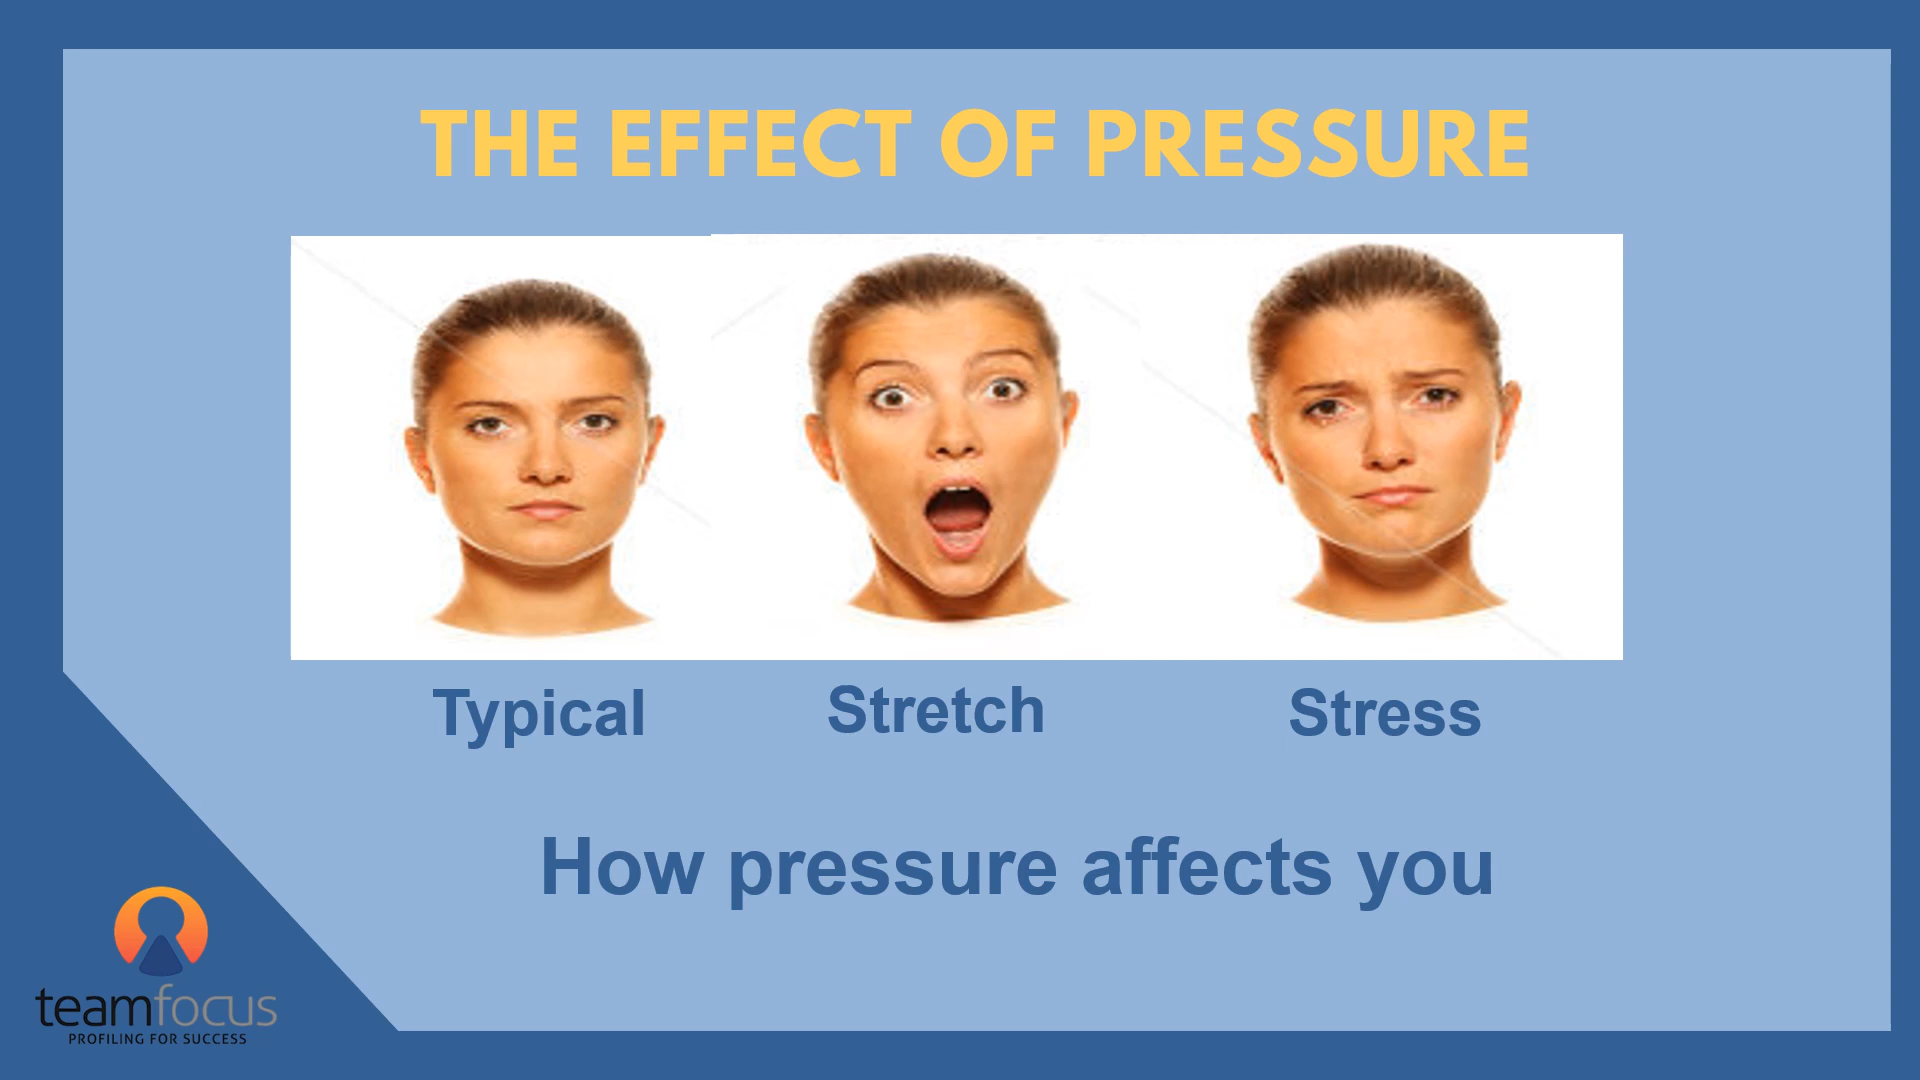 THE EFFECT OF PRESSURE
Typical Stretch Stress
How pressure affects you
teamfocus
PROFILING FOR SUCCESS